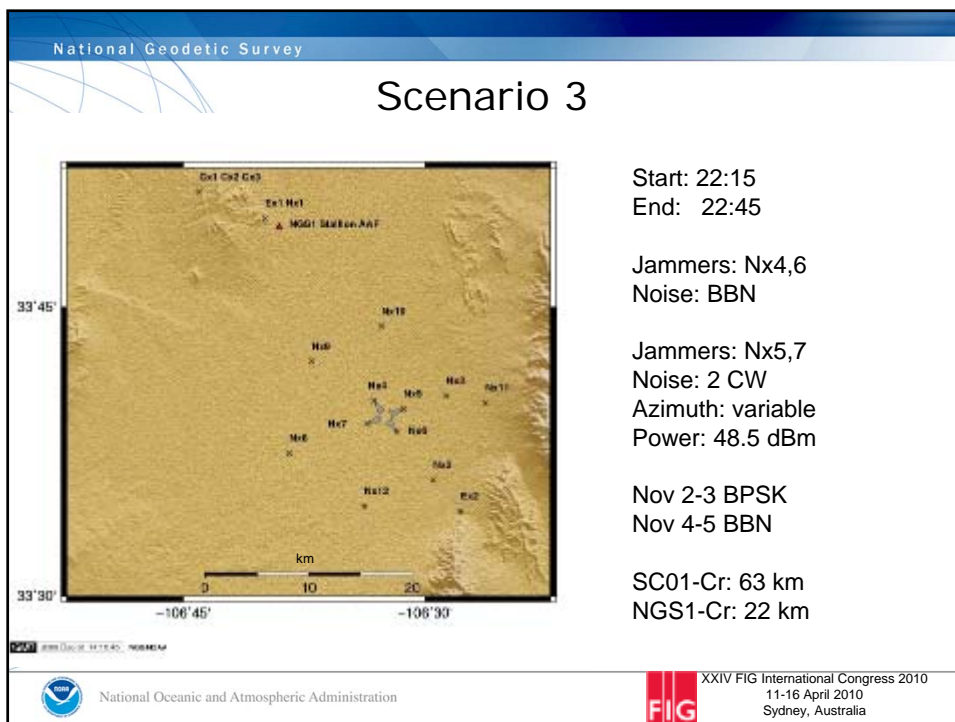 National Geodetic Survey
Scenario 3
Cx1 Cx2 Cx3
Ex1 Nx1
NGS1 Stallion AAF
33°45'
Nx10
Nx9
Nx4
Nx5
Nx3
Nx11
Nx7
Nx6
Nx8
Nx2
Nx12
Ex2
km
0 10 20
33°30'
-106°45'
-106°30'
Start: 22:15
End: 22:45
Jammers: Nx4,6
Noise: BBN
Jammers: Nx5,7
Noise: 2 CW
Azimuth: variable
Power: 48.5 dBm
Nov 2-3 BPSK
Nov 4-5 BBN
SC01-Cr: 63 km
NGS1-Cr: 22 km
NOAA
National Oceanic and Atmospheric Administration
FIG
XXIV FIG International Congress 2010
11-16 April 2010
Sydney, Australia